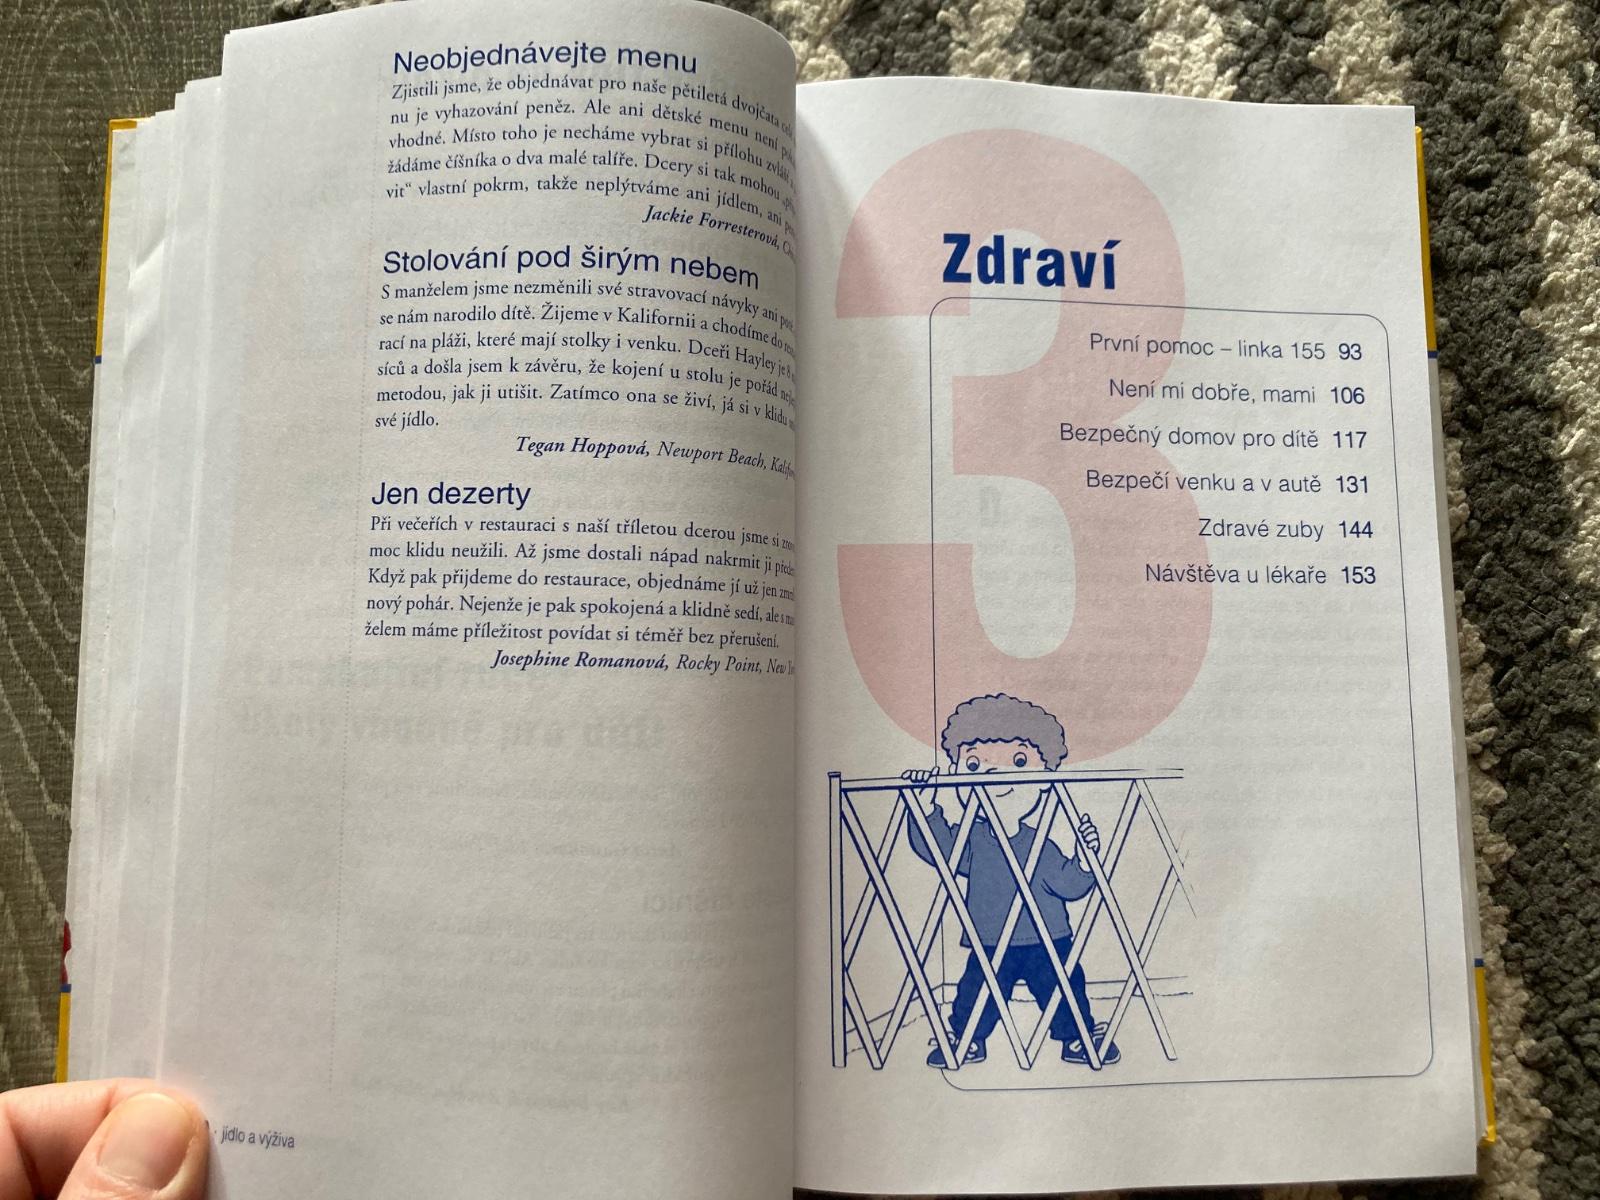 Neobjednávejte menu
Zjistili jsme, že objednávat pro naše pětiletá dvojčata celé
nu je vyhazování peněz. Ale ani dětské menu není
vhodné. Místo toho je necháme vybrat si přílohu zvlášť a
žádáme číšníka o dva malé talíře. Dcery si tak mohou
vit“ vlastní pokrm, takže neplýtváme ani jídlem, ani
Jackie Forresterová,
Stolování pod širým nebem
S manželem jsme nezměnili své stravovací návyky ani poté,
se nám narodilo dítě. Žijeme v Kalifornii a chodíme do
rací na pláži, které mají stolky i venku. Dceři Hayley je 8
síců a došla jsem k závěru, že kojení u stolu je pořád
metodou, jak ji utišit. Zatímco ona se živí, já si v klidu
své jídlo.
Tegan Hoppová, Newport Beach,
Jen dezerty
Při večeřích v restauraci s naší tříletou dcerou jsme si
moc klidu neužili. Až jsme dostali nápad nakrmit ji
Když pak přijdeme do restaurace, objednáme jí už jen
nový pohár. Nejenže je pak spokojená a klidně sedí, ale s
želem máme příležitost povídat si téměř bez přerušení.
Josephine Romanová, Rocky Point, New
· jídlo a výživa
3
Zdraví
První pomoc – linka 155 93
Není mi dobře, mami 106
Bezpečný domov pro dítě 117
Bezpečí venku a v autě 131
Zdravé zuby 144
Návštěva u lékaře 153